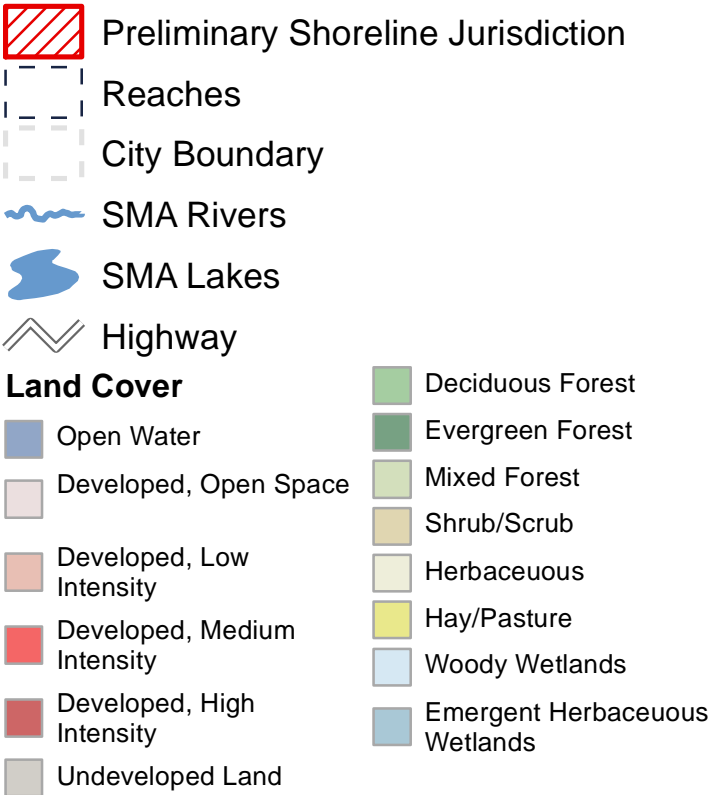 Preliminary Shoreline Jurisdiction
Reaches
City Boundary
SMA Rivers
SMA Lakes
Highway
Land Cover
Open Water
Developed, Open Space
Developed, Low
Intensity
Developed, Medium
Intensity
Developed, High
Intensity
Undeveloped Land
Deciduous Forest
Evergreen Forest
Mixed Forest
Shrub/Scrub
Herbaceuous
Hay/Pasture
Woody Wetlands
Emergent Herbaceuous
Wetlands